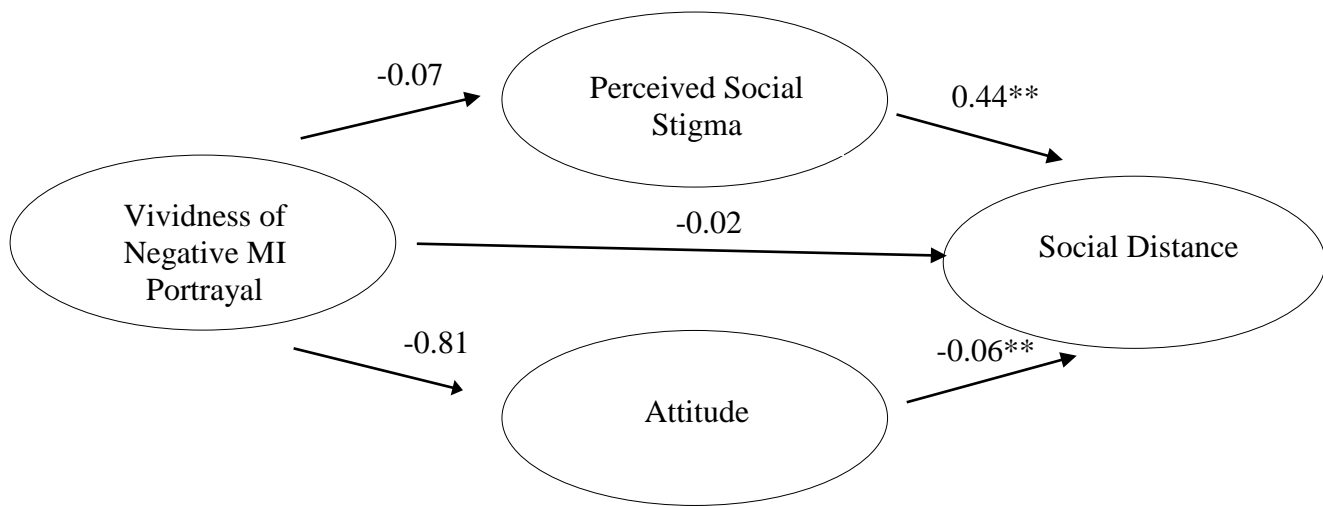 -0.07
Perceived Social
Stigma
0.44**
Vividness of
Negative MI
Portrayal
-0.02
Social Distance
-0.81
Attitude
-0.06**